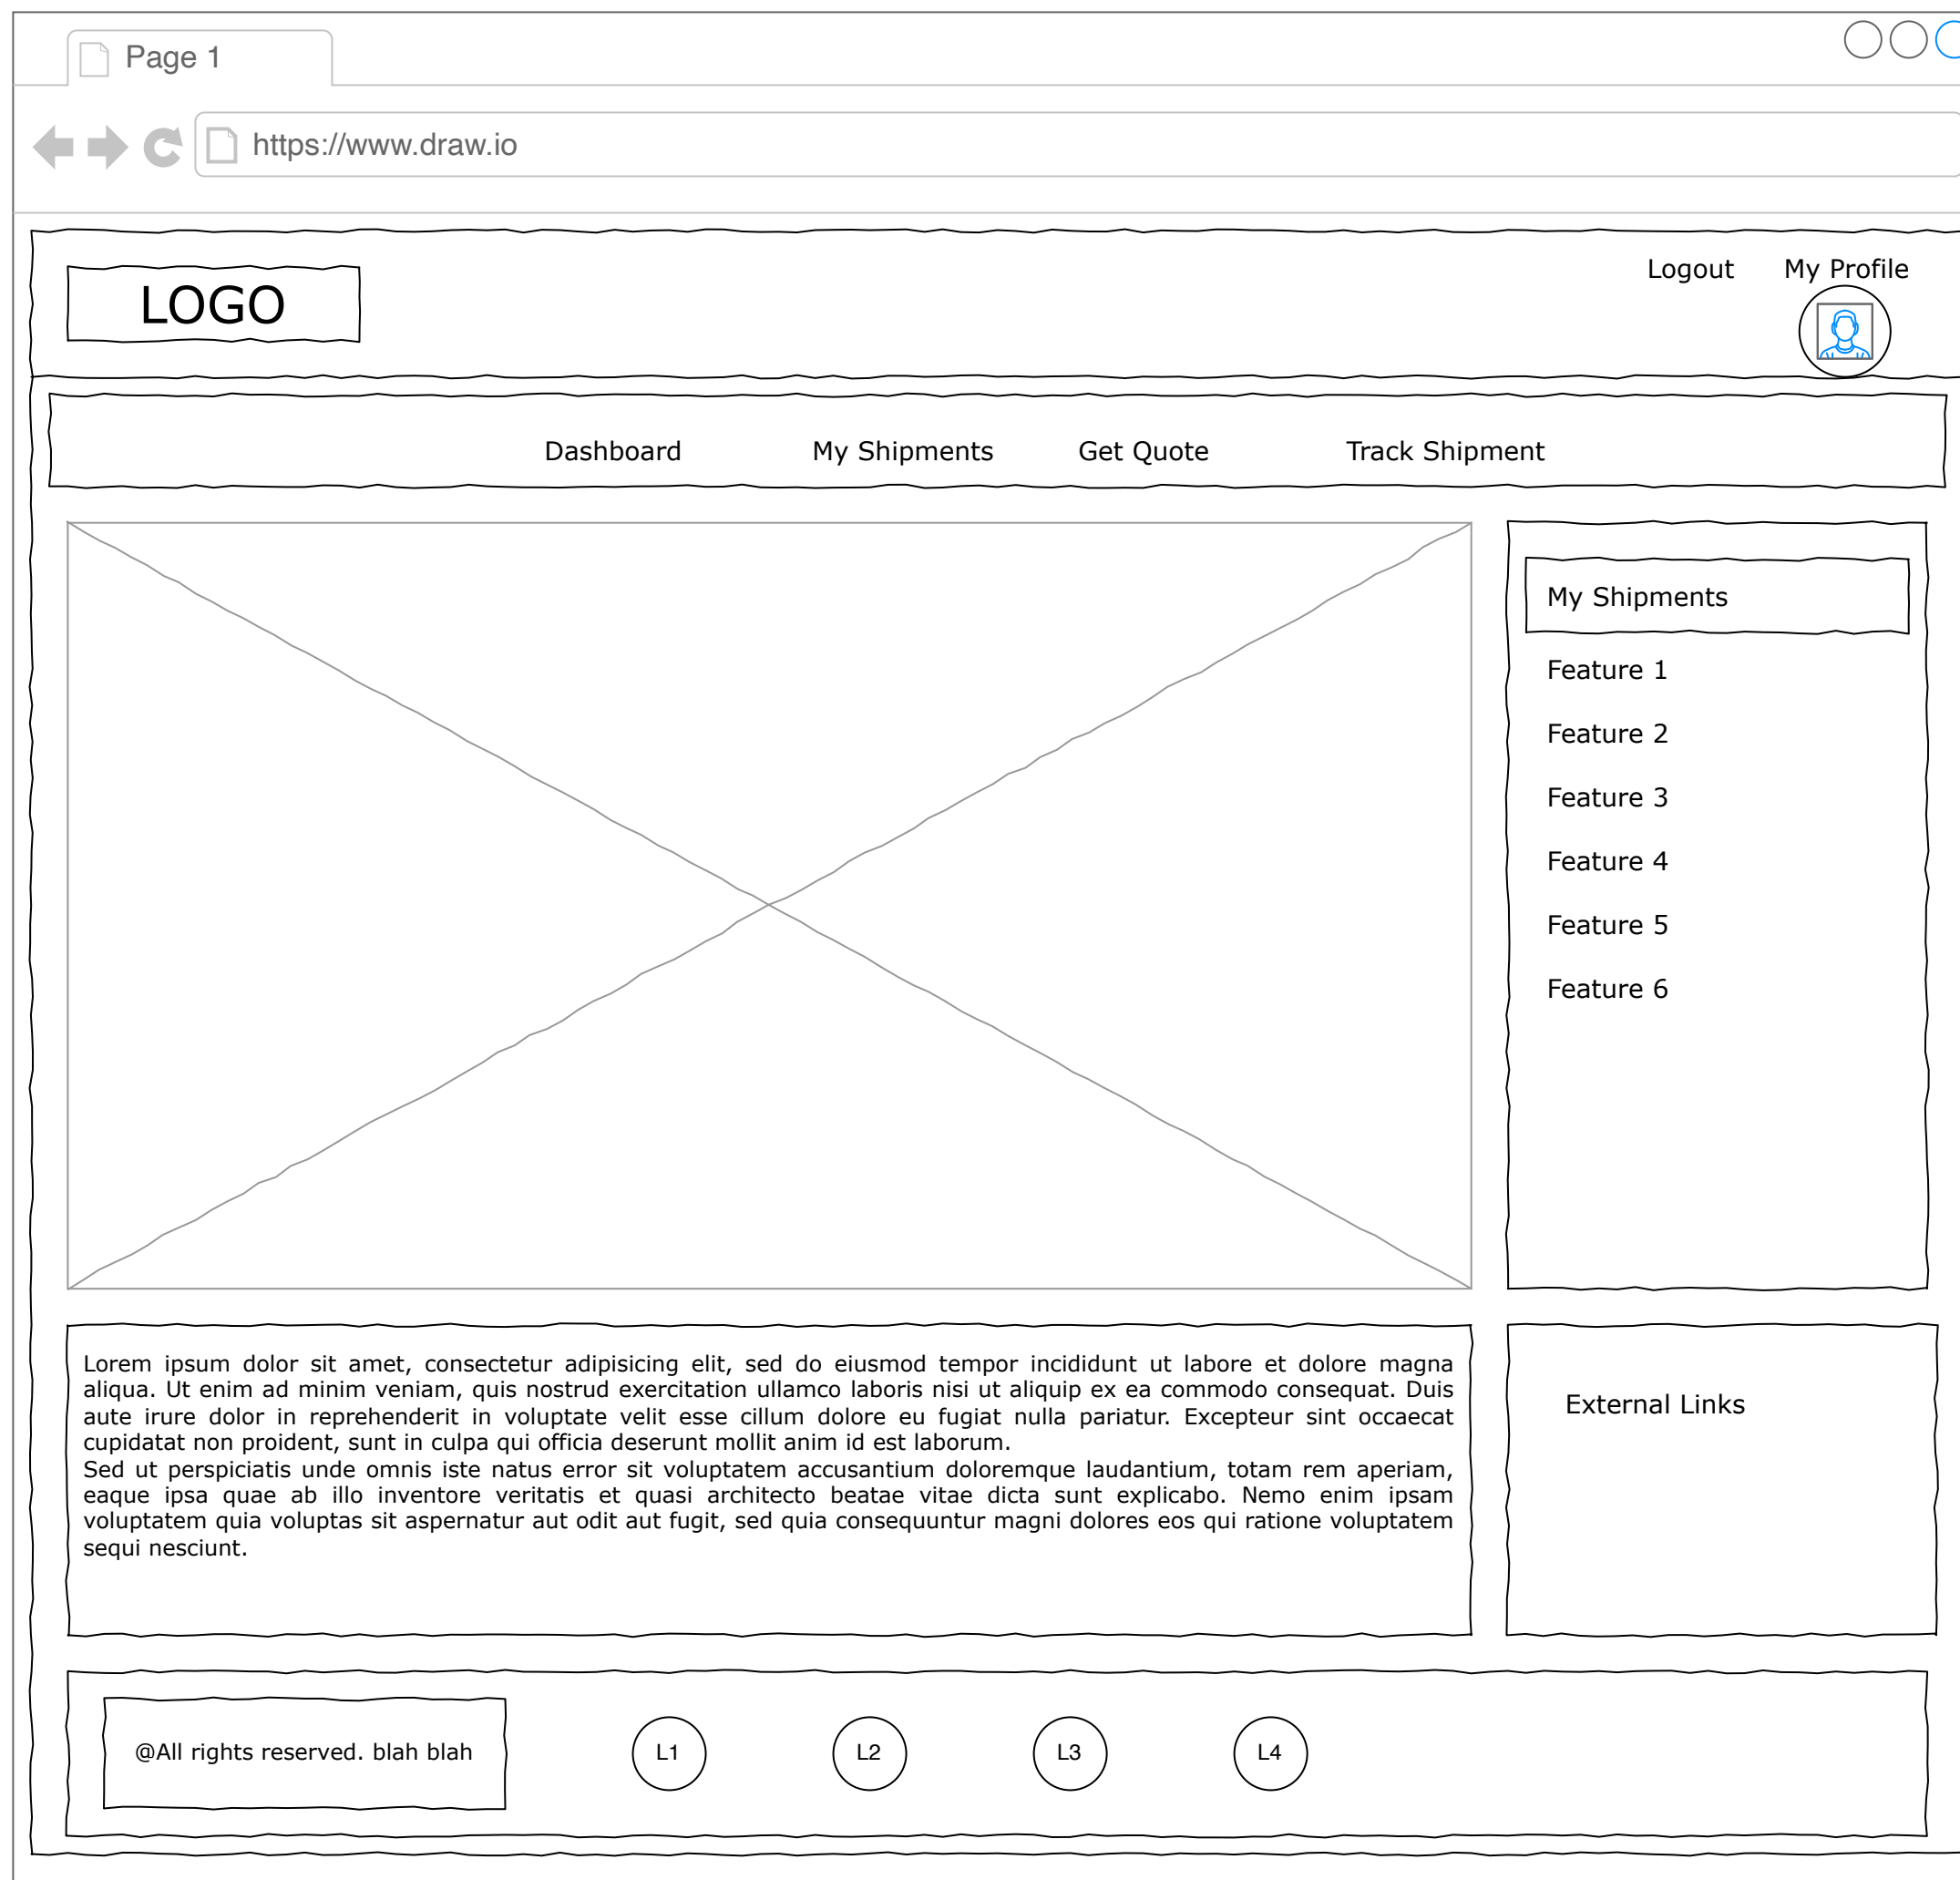 Page 1
https://www.draw.io
Logout
My Profile
LOGO
Dashboard
My Shipments
Get Quote
Track Shipment
My Shipments
Feature 1
Feature 2
Feature 3
Feature 4
Feature 5
Feature 6
Lorem ipsum dolor sit amet, consectetur adipisicing elit, sed do eiusmod tempor incididunt ut labore et dolore magna
aliqua. Ut enim ad minim veniam, quis nostrud exercitation ullamco laboris nisi ut aliquip ex ea commodo consequat. Duis
aute irure dolor in reprehenderit in voluptate velit esse cillum dolore eu fugiat nulla pariatur. Excepteur sint occaecat
cupidatat non proident, sunt in culpa qui officia deserunt mollit anim id est laborum.
Sed ut perspiciatis unde omnis iste natus error sit voluptatem accusantium doloremque laudantium, totam rem aperiam,
eaque ipsa quae ab illo inventore veritatis et quasi architecto beatae vitae dicta sunt explicabo. Nemo enim ipsam
voluptatem quia voluptas sit aspernatur aut odit aut fugit, sed quia consequuntur magni dolores eos qui ratione voluptatem
sequi nesciunt.
External Links
@All rights reserved. blah blah
L1
L2
L3
L4